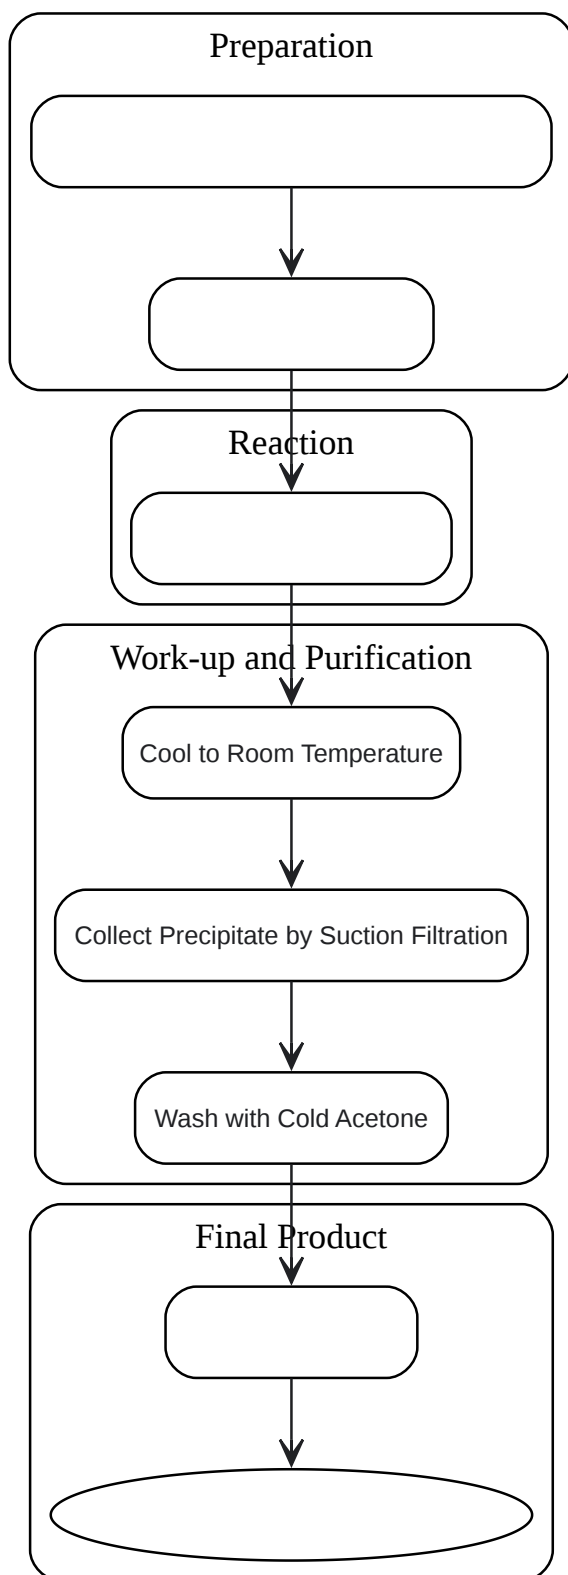 Preparation
Reaction
Work-up and Purification
Cool to Room Temperature
Collect Precipitate by Suction Filtration
Wash with Cold Acetone
Final Product